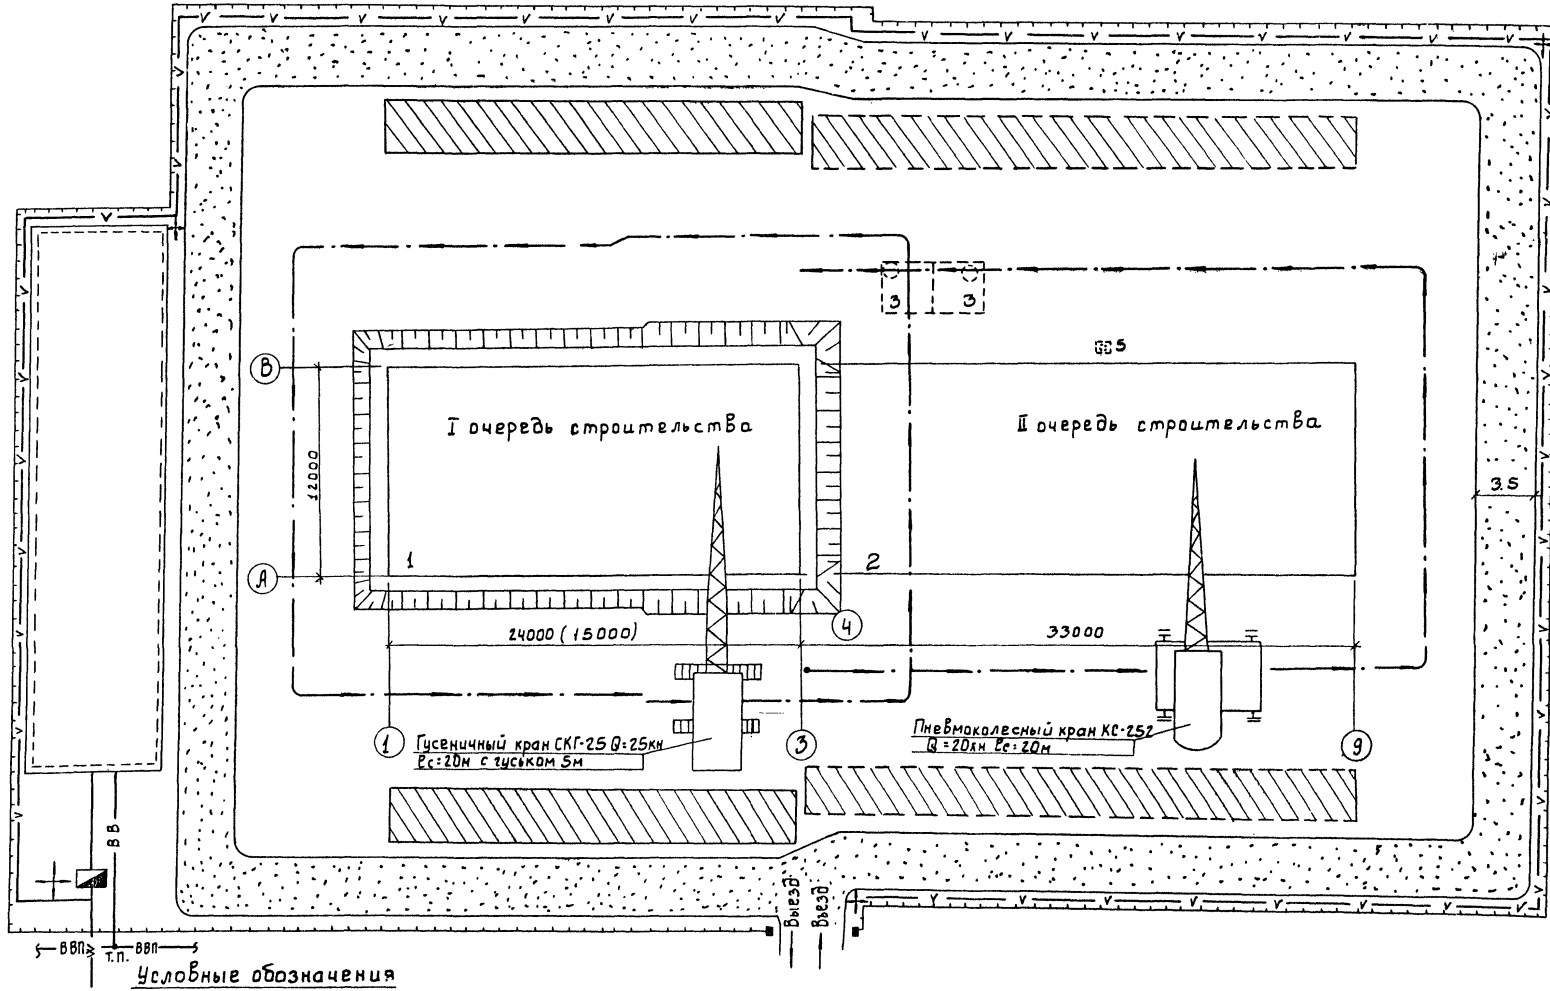 3 3
5
В
I очередь строительства
II очередь строительства
12000
3.5
1
2
А
4
24000 (15000)
33000
1
Гусеничный кран СКГ-25 Q=25кн
ℓс=20м с гуськом 5м
3
Пневмоколесный кран КС-252
Q=20кн ℓс=20м
9
ВВ
Выезд
Въезд
ВВП
Т.П.
ВВП
Условные обозначения